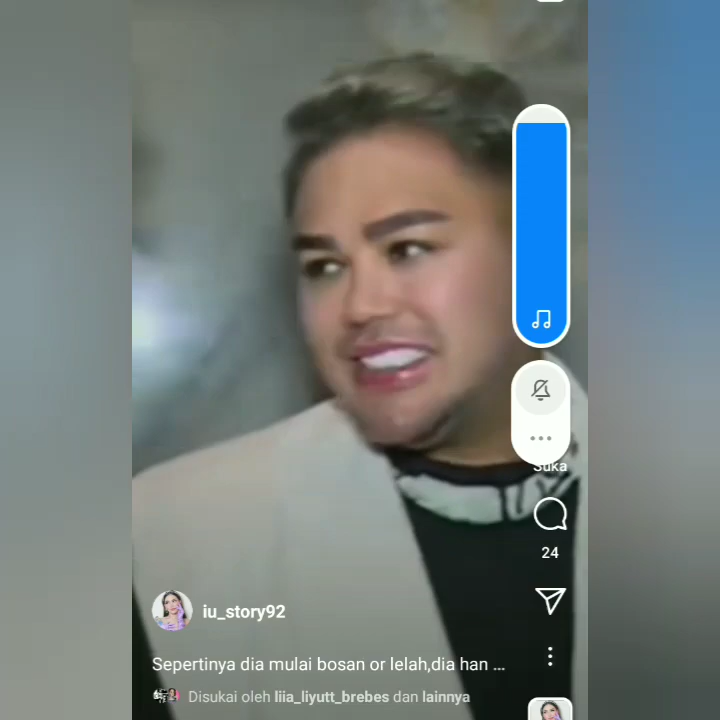 Suka
24
iu_story92
Sepertinya dia mulai bosan or lelah,dia han ...
Disukai oleh liia_liyutt_brebes dan lainnya